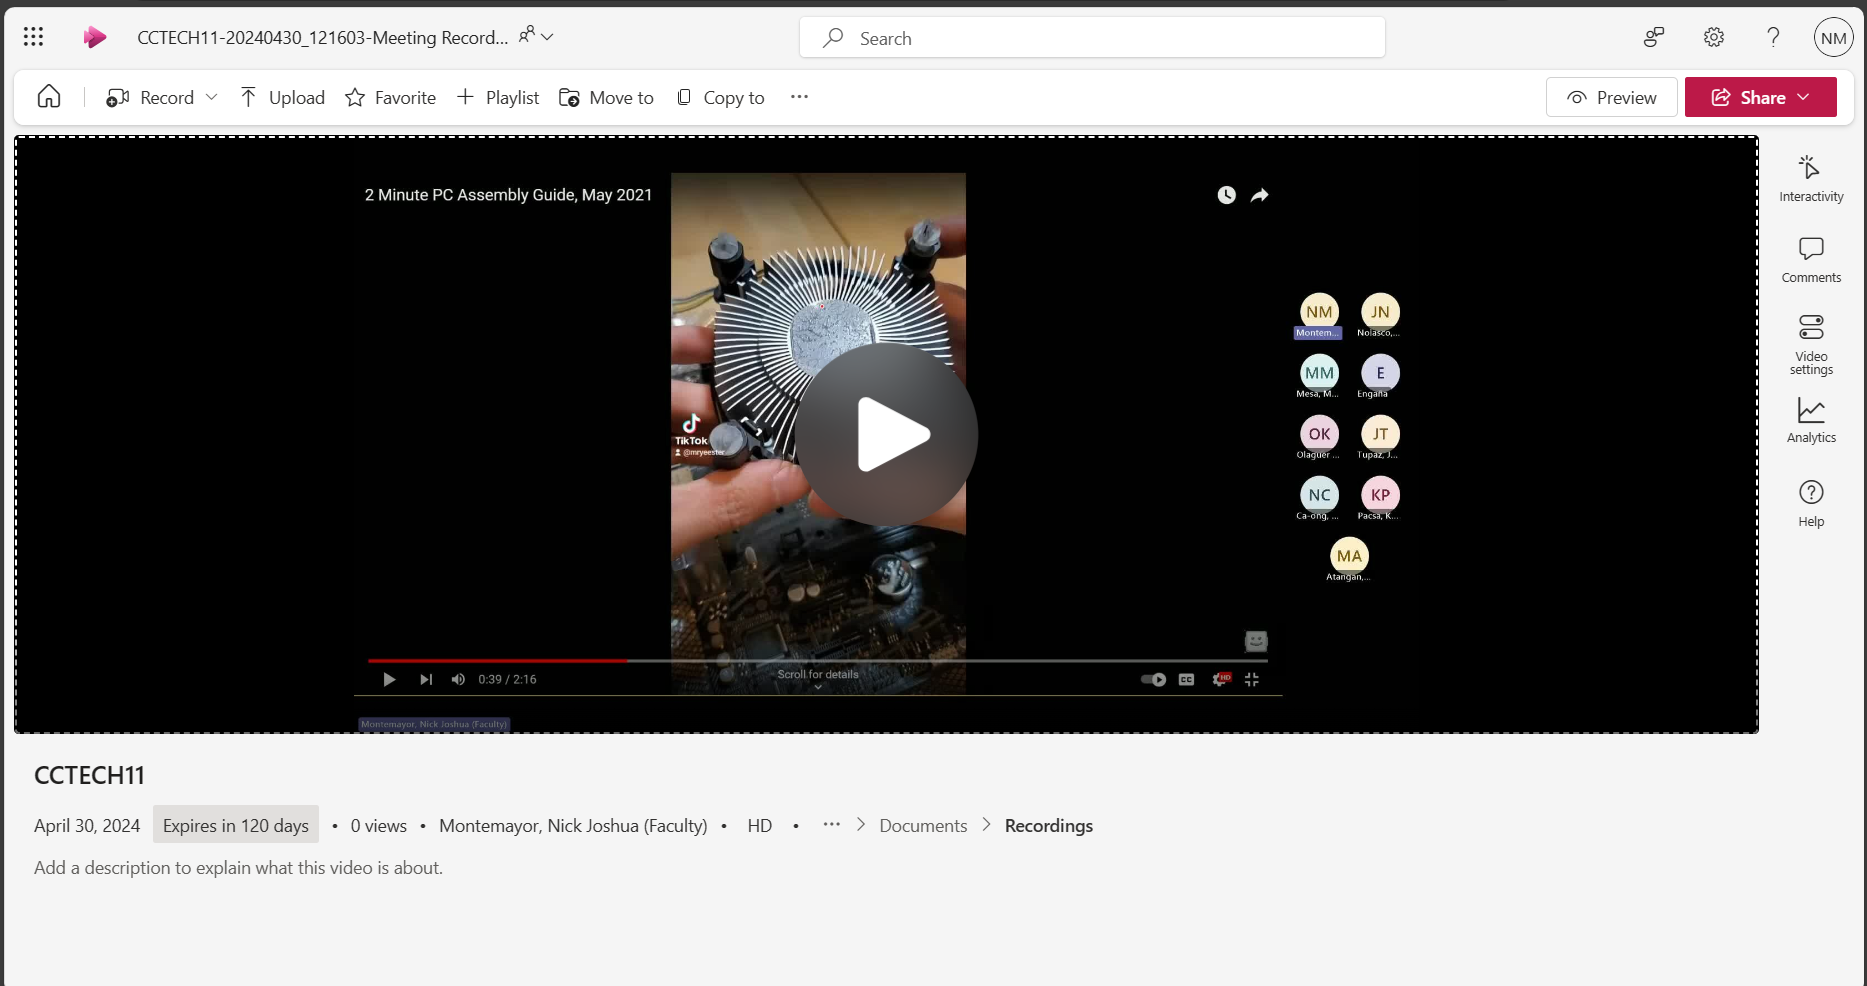 CCTECH11-20240430_121603-Meeting Record...
Search
NM
Record
Upload
Favorite
Playlist
Move to
Copy to
Preview
Share
2 Minute PC Assembly Guide, May 2021
TikTok
@mryeester
NM
Montem...
JN
Nolasco,...
MM
Mesa, M...
E
Engaña
OK
Olaguer ...
JT
Tupaz, J...
NC
Ca-ong, ...
KP
Pacsa, K...
MA
Atangan,...
0:39 / 2:16
Scroll for details
CC
HD
Montemayor, Nick Joshua (Faculty)
Interactivity
Comments
Video
settings
Analytics
Help
CCTECH11
April 30, 2024 Expires in 120 days • 0 views • Montemayor, Nick Joshua (Faculty) • HD • ... > Documents > Recordings
Add a description to explain what this video is about.